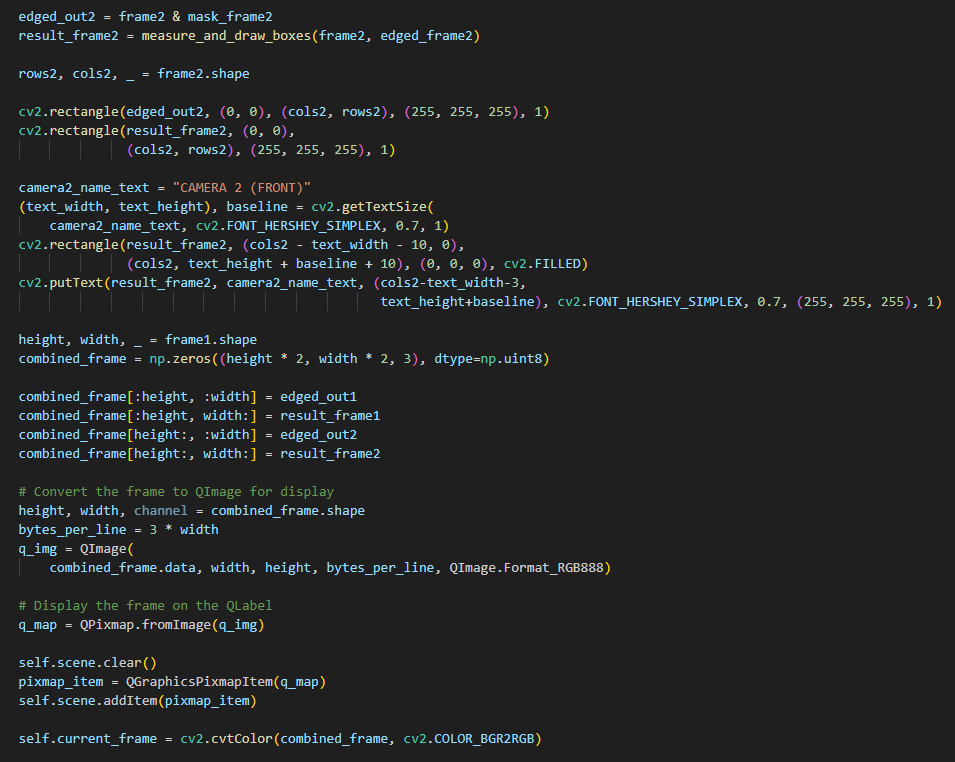 edged_out2 = frame2 & mask_frame2
result_frame2 = measure_and_draw_boxes(frame2, edged_frame2)
rows2, cols2, _ = frame2.shape
cv2.rectangle(edged_out2, (0, 0), (cols2, rows2), (255, 255, 255), 1)
cv2.rectangle(result_frame2, (0, 0),
(cols2, rows2), (255, 255, 255), 1)
camera2_name_text = "CAMERA 2 (FRONT)"
(text_width, text_height), baseline = cv2.getTextSize(
camera2_name_text, cv2.FONT_HERSHEY_SIMPLEX, 0.7, 1)
cv2.rectangle(result_frame2, (cols2 - text_width - 10, 0),
(cols2, text_height + baseline + 10), (0, 0, 0), cv2.FILLED)
cv2.putText(result_frame2, camera2_name_text, (cols2-text_width-3,
text_height+baseline), cv2.FONT_HERSHEY_SIMPLEX, 0.7, (255, 255, 255), 1)
height, width, _ = frame1.shape
combined_frame = np.zeros((height * 2, width * 2, 3), dtype=np.uint8)
combined_frame[:height, :width] = edged_out1
combined_frame[:height, width:] = result_frame1
combined_frame[height:, :width] = edged_out2
combined_frame[height:, width:] = result_frame2
# Convert the frame to QImage for display
height, width, channel = combined_frame.shape
bytes_per_line = 3 * width
q_img = QImage(
combined_frame.data, width, height, bytes_per_line, QImage.Format_RGB888)
# Display the frame on the QLabel
q_map = QPixmap.fromImage(q_img)
self.scene.clear()
pixmap_item = QGraphicsPixmapItem(q_map)
self.scene.addItem(pixmap_item)
self.current_frame = cv2.cvtColor(combined_frame, cv2.COLOR_BGR2RGB)